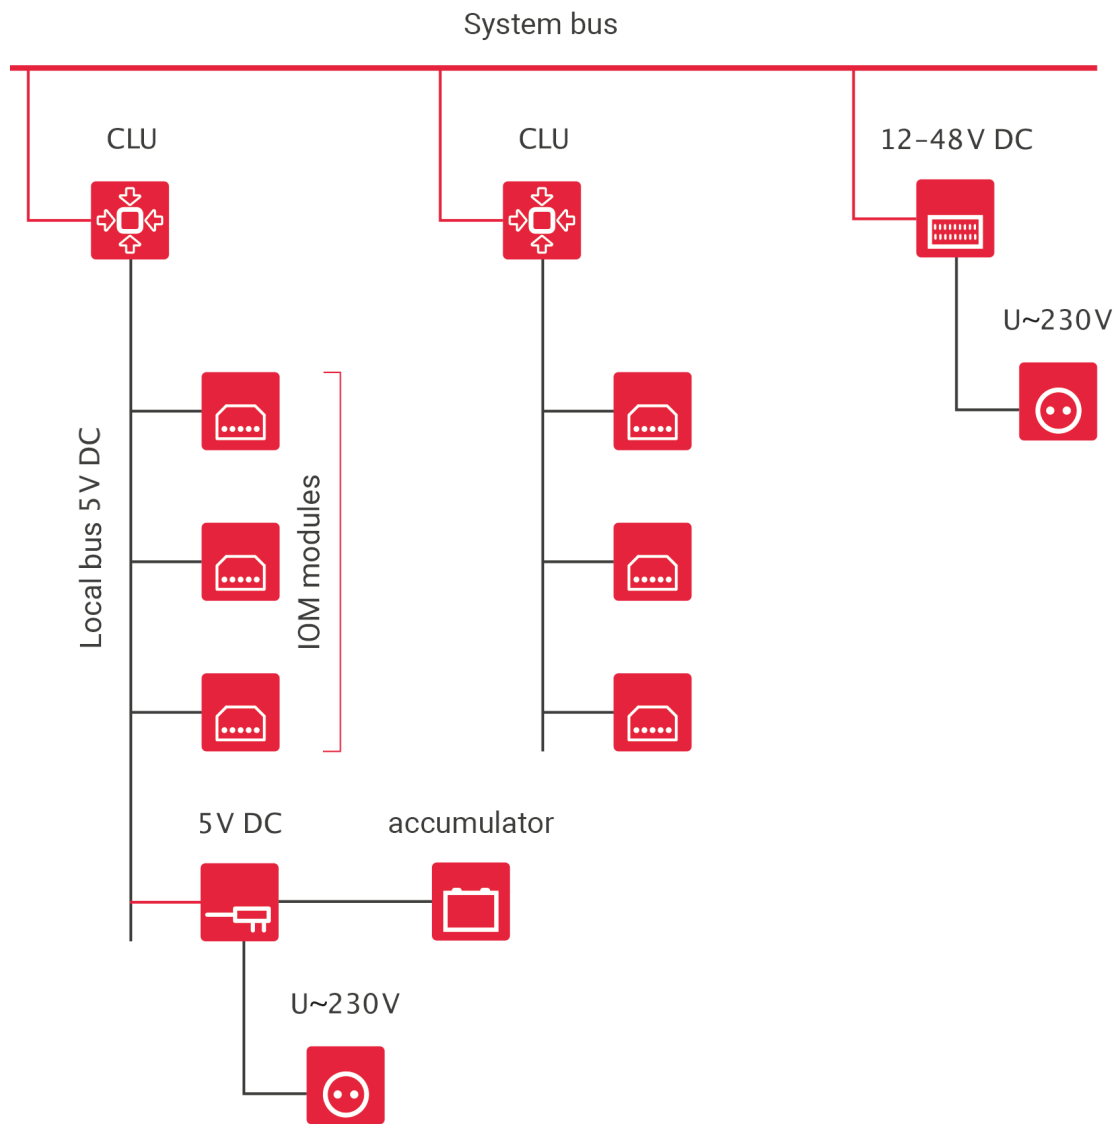 System bus
CLU
CLU
12–48V DC
U~230V
Local bus 5V DC
IOM modules
5V DC
accumulator
U~230V